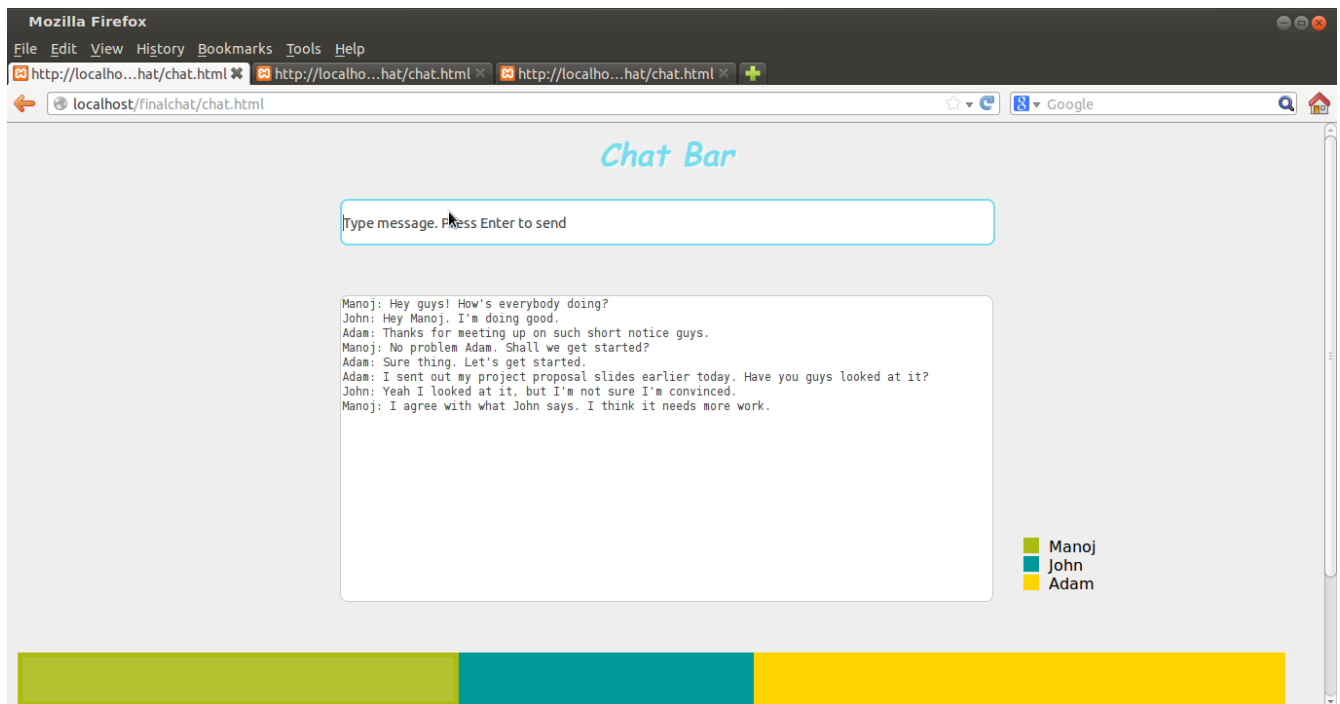 Mozilla Firefox
File Edit View History Bookmarks Tools Help
http://localho...hat/chat.html http://localho...hat/chat.html http://localho...hat/chat.html
localhost/finalchat/chat.html 8 Google
Chat Bar
Type message. Press Enter to send
Manoj: Hey guys! How's everybody doing?
John: Hey Manoj. I'm doing good.
Adam: Thanks for meeting up on such short notice guys.
Manoj: No problem Adam. Shall we get started?
Adam: Sure thing. Let's get started.
Adam: I sent out my project proposal slides earlier today. Have you guys looked at it?
John: Yeah I looked at it, but I'm not sure I'm convinced.
Manoj: I agree with what John says. I think it needs more work.
Manoj
John
Adam